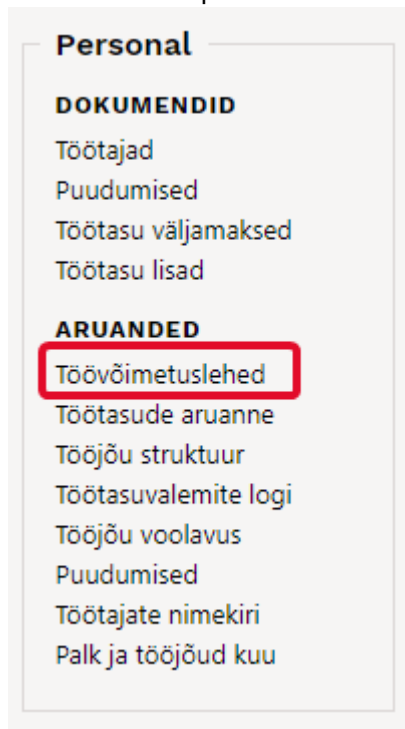 Personal
DOKUMENDID
Töötajad
Puudumised
Töötasu väljamaksed
Töötasu lisad
ARUANDED
Töövõimetuslehed
Töötasude aruanne
Tööjõu struktuur
Töötasuvalemite logi
Tööjõu voolavus
Puudumised
Töötajate nimekiri
Palk ja tööjõud kuu